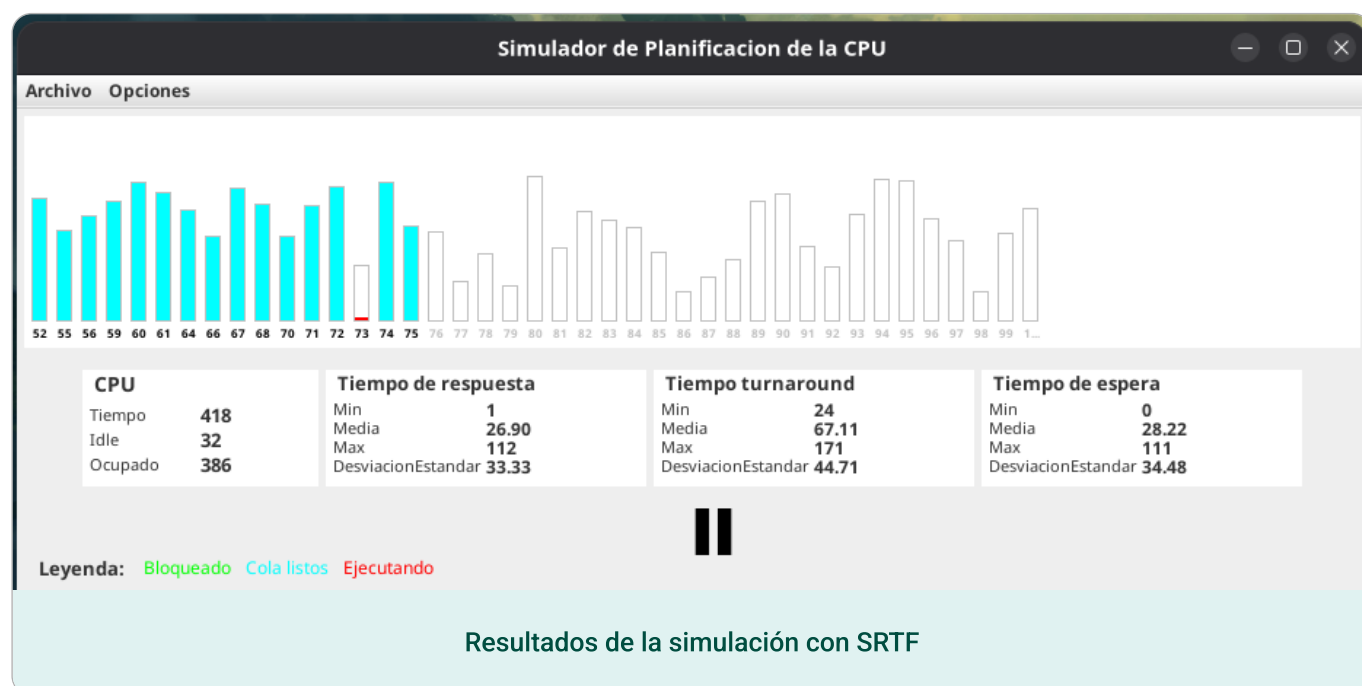 Simulador de Planificacion de la CPU
Archivo Opciones
52 55 56 59 60 61 64 66 67 68 70 71 72 73 74 75 76 77 78 79 80 81 82 83 84 85 86 87 88 89 90 91 92 93 94 95 96 97 98 99 1...
CPU
Tiempo 418
Idle 32
Ocupado 386
Tiempo de respuesta
Min 1
Media 26.90
Max 112
DesviacionEstandar 33.33
Tiempo turnaround
Min 24
Media 67.11
Max 171
DesviacionEstandar 44.71
Tiempo de espera
Min 0
Media 28.22
Max 111
DesviacionEstandar 34.48
Leyenda: Bloqueado Cola listos Ejecutando
Resultados de la simulación con SRTF